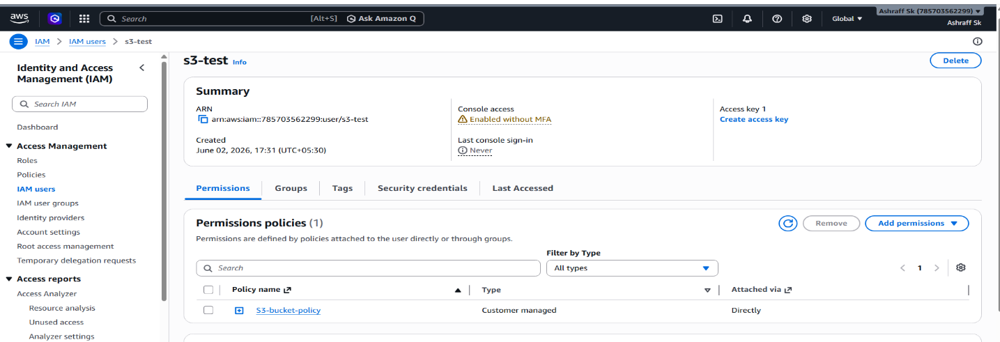 aws
Search [Alt+S] Ask Amazon Q Global Ashraff Sk (785703562299)
Ashraff Sk
IAM > IAM users > s3-test
Identity and Access Management (IAM)
Search IAM
Dashboard
Access Management
Roles
Policies
IAM users
IAM user groups
Identity providers
Account settings
Root access management
Temporary delegation requests
Access reports
Access Analyzer
Resource analysis
Unused access
Analyzer settings
s3-test Info
Delete
Summary
ARN
arn:aws:iam::785703562299:user/s3-test
Created
June 02, 2026, 17:31 (UTC+05:30)
Console access
Enabled without MFA
Last console sign-in
Never
Access key 1
Create access key
Permissions Groups Tags Security credentials Last Accessed
Permissions policies (1)
Remove
Add permissions
Permissions are defined by policies attached to the user directly or through groups.
Filter by Type
Search
All types
1
Policy name Type Attached via
S3-bucket-policy Customer managed Directly